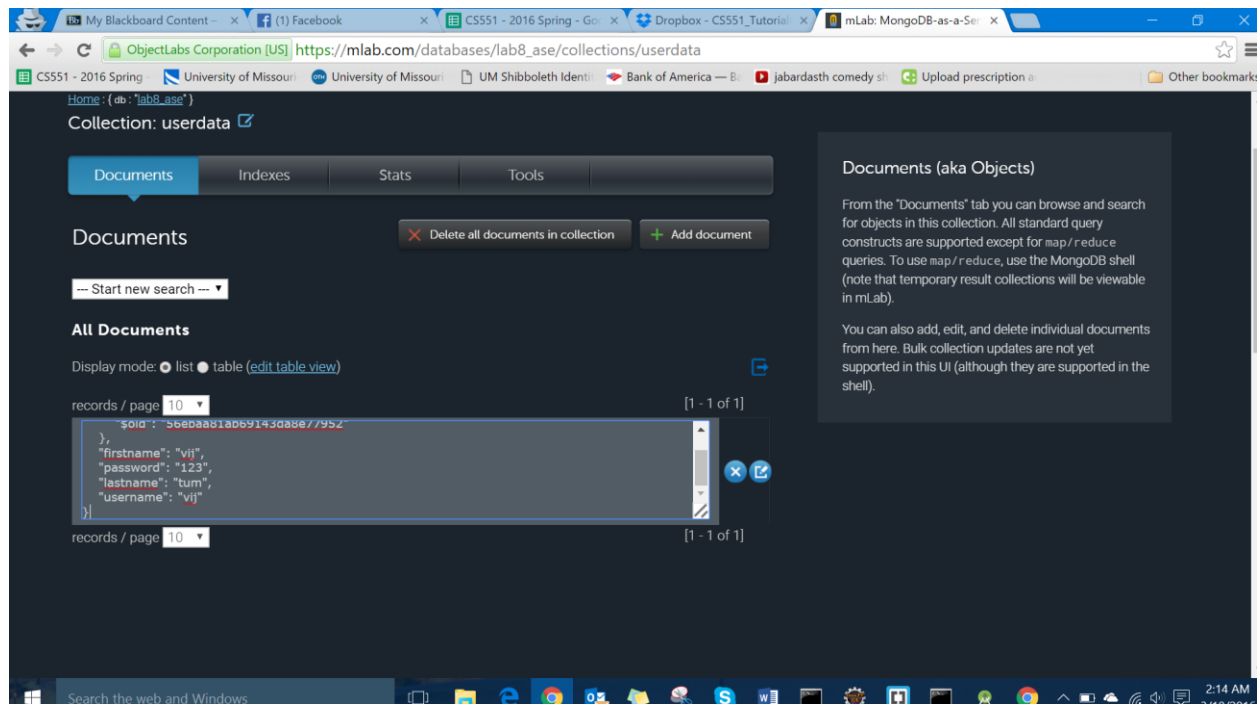 My Blackboard Content –
(1) Facebook
CS551 - 2016 Spring - Go
Dropbox - CS551_Tutorial
mLab: MongoDB-as-a-Ser
ObjectLabs Corporation [US] https://mlab.com/databases/lab8_ase/collections/userdata
CS551 - 2016 Spring -
University of Missouri
University of Missouri
UM Shibboleth Identi
Bank of America — Ba
jabardasth comedy sh
Upload prescription a
Other bookmarks
Home : { db : "lab8_ase" }
Collection: userdata
Documents Indexes Stats Tools
Documents
Delete all documents in collection
Add document
--- Start new search ---
All Documents
Display mode: list table (edit table view)
records / page 10
[1 - 1 of 1]
"$oid": "56ebaa81ab69143da8e77952"
},
"firstname": "vij",
"password": "123",
"lastname": "tum",
"username": "vij"
}
records / page 10
[1 - 1 of 1]
Documents (aka Objects)
From the "Documents" tab you can browse and search
for objects in this collection. All standard query
constructs are supported except for map/reduce
queries. To use map/reduce, use the MongoDB shell
(note that temporary result collections will be viewable
in mLab).
You can also add, edit, and delete individual documents
from here. Bulk collection updates are not yet
supported in this UI (although they are supported in the
shell).
Search the web and Windows
2:14 AM